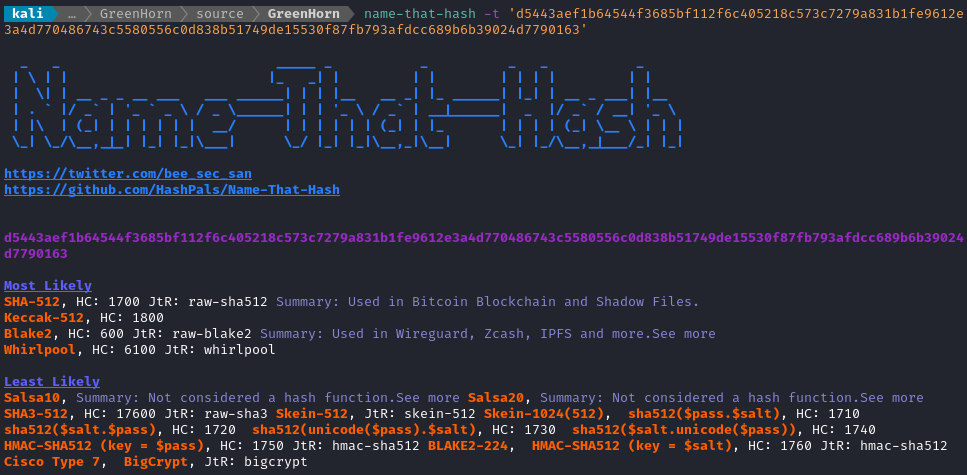 kali … GreenHorn source GreenHorn name-that-hash -t 'd5443aef1b64544f3685bf112f6c405218c573c7279a831b1fe9612e
3a4d770486743c5580556c0d838b51749de15530f87fb793afdcc689b6b39024d7790163'
Name-That-Hash
https://twitter.com/bee_sec_san
https://github.com/HashPals/Name-That-Hash
d5443aef1b64544f3685bf112f6c405218c573c7279a831b1fe9612e3a4d770486743c5580556c0d838b51749de15530f87fb793afdcc689b6b39024
d7790163
Most Likely
SHA-512, HC: 1700 JtR: raw-sha512 Summary: Used in Bitcoin Blockchain and Shadow Files.
Keccak-512, HC: 1800
Blake2, HC: 600 JtR: raw-blake2 Summary: Used in Wireguard, Zcash, IPFS and more.See more
Whirlpool, HC: 6100 JtR: whirlpool
Least Likely
Salsa10, Summary: Not considered a hash function.See more Salsa20, Summary: Not considered a hash function.See more
SHA3-512, HC: 17600 JtR: raw-sha3 Skein-512, JtR: skein-512 Skein-1024(512), sha512($pass.$salt), HC: 1710
sha512($salt.$pass), HC: 1720 sha512(unicode($pass).$salt), HC: 1730 sha512($salt.unicode($pass)), HC: 1740
HMAC-SHA512 (key = $pass), HC: 1750 JtR: hmac-sha512 BLAKE2-224, HMAC-SHA512 (key = $salt), HC: 1760 JtR: hmac-sha512
Cisco Type 7, BigCrypt, JtR: bigcrypt